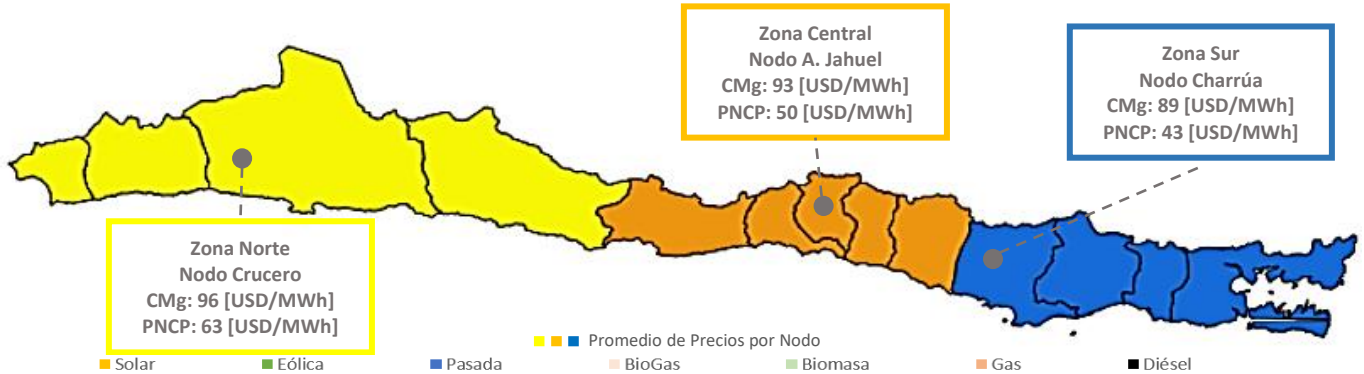 Zona Central
Nodo A. Jahuel
CMg: 93 [USD/MWh]
PNCP: 50 [USD/MWh]
Zona Sur
Nodo Charrúa
CMg: 89 [USD/MWh]
PNCP: 43 [USD/MWh]
Zona Norte
Nodo Crucero
CMg: 96 [USD/MWh]
PNCP: 63 [USD/MWh]
Promedio de Precios por Nodo
Solar Eólica Pasada BioGas Biomasa Gas Diésel